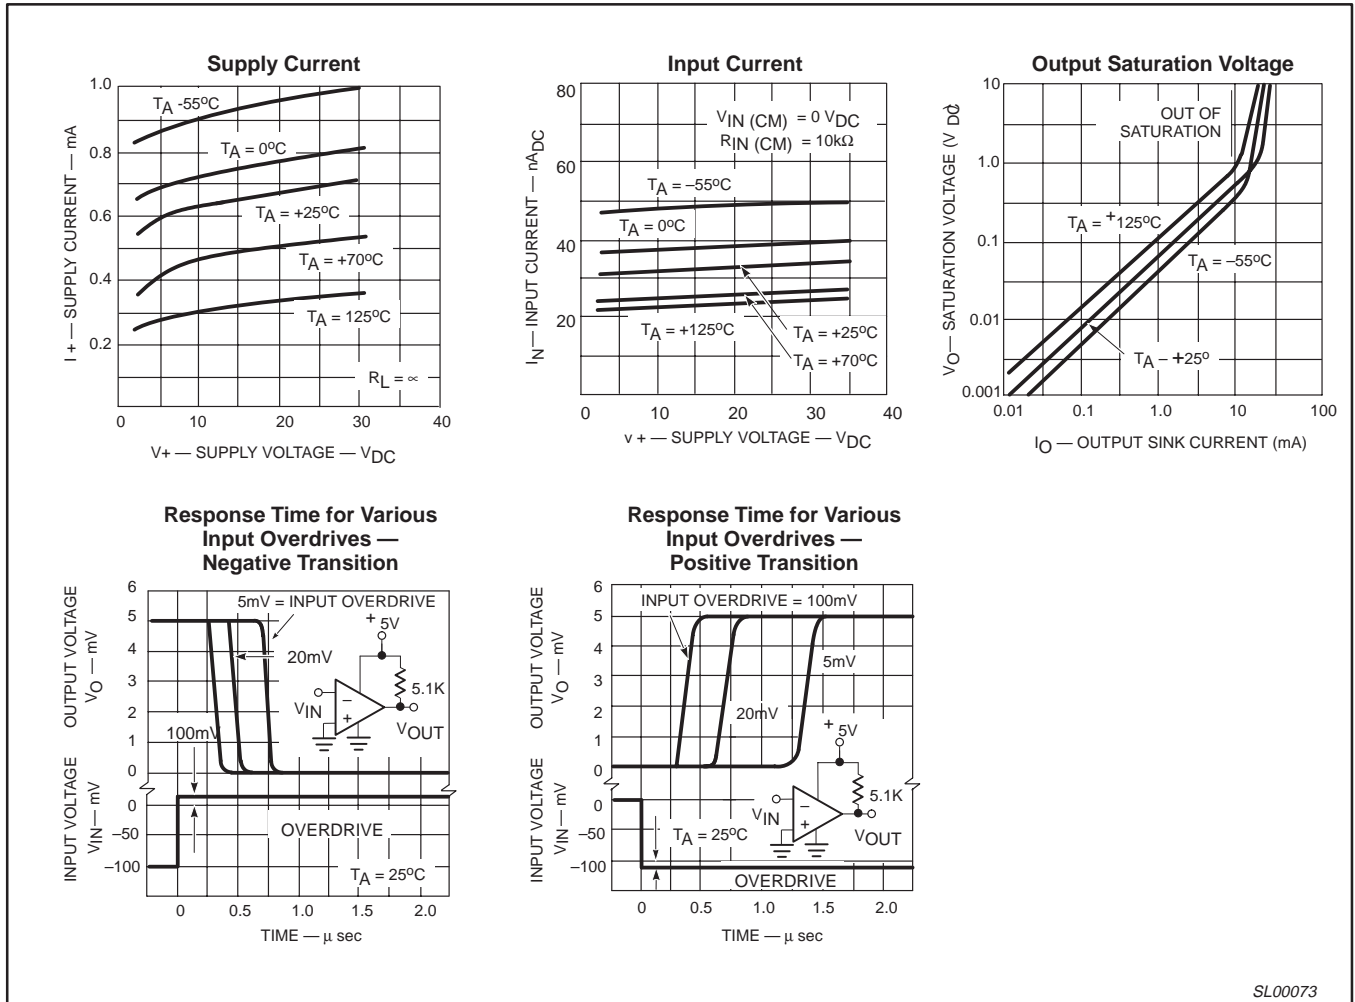 Supply Current
I + — SUPPLY CURRENT — mA
1.0
0.8
0.6
0.4
0.2
TA -55ºC
TA = 0ºC
TA = +25ºC
TA = +70ºC
TA = 125ºC
RL = ∝
0 10 20 30 40
V+ — SUPPLY VOLTAGE — VDC
Input Current
IN — INPUT CURRENT — nADC
80
60
40
20
VIN (CM) = 0 VDC
RIN (CM) = 10kΩ
TA = –55ºC
TA = 0ºC
TA = +125ºC
TA = +25ºC
TA = +70ºC
0 10 20 30 40
v + — SUPPLY VOLTAGE — VDC
Output Saturation Voltage
VO — SATURATION VOLTAGE (V DC)
10
1.0
0.1
0.01
0.001
OUT OF
SATURATION
TA = +125ºC
TA = –55ºC
TA – +25º
0.01 0.1 1.0 10 100
IO — OUTPUT SINK CURRENT (mA)
Response Time for Various
Input Overdrives —
Negative Transition
OUTPUT VOLTAGE
VO — mV
6
5
4
3
2
1
0
5mV = INPUT OVERDRIVE
20mV
100mV
+ 5V
5.1K
VIN
–
+
VOUT
INPUT VOLTAGE
VIN — mV
0
–50
–100
OVERDRIVE
TA = 25ºC
0 0.5 1.0 1.5 2.0
TIME — µ sec
Response Time for Various
Input Overdrives —
Positive Transition
OUTPUT VOLTAGE
VO — mV
6
5
4
3
2
1
0
INPUT OVERDRIVE = 100mV
5mV
20mV
+ 5V
5.1K
VIN
–
+
VOUT
INPUT VOLTAGE
VIN — mV
0
–50
–100
TA = 25ºC
OVERDRIVE
0 0.5 1.0 1.5 2.0
TIME — µ sec
SL00073